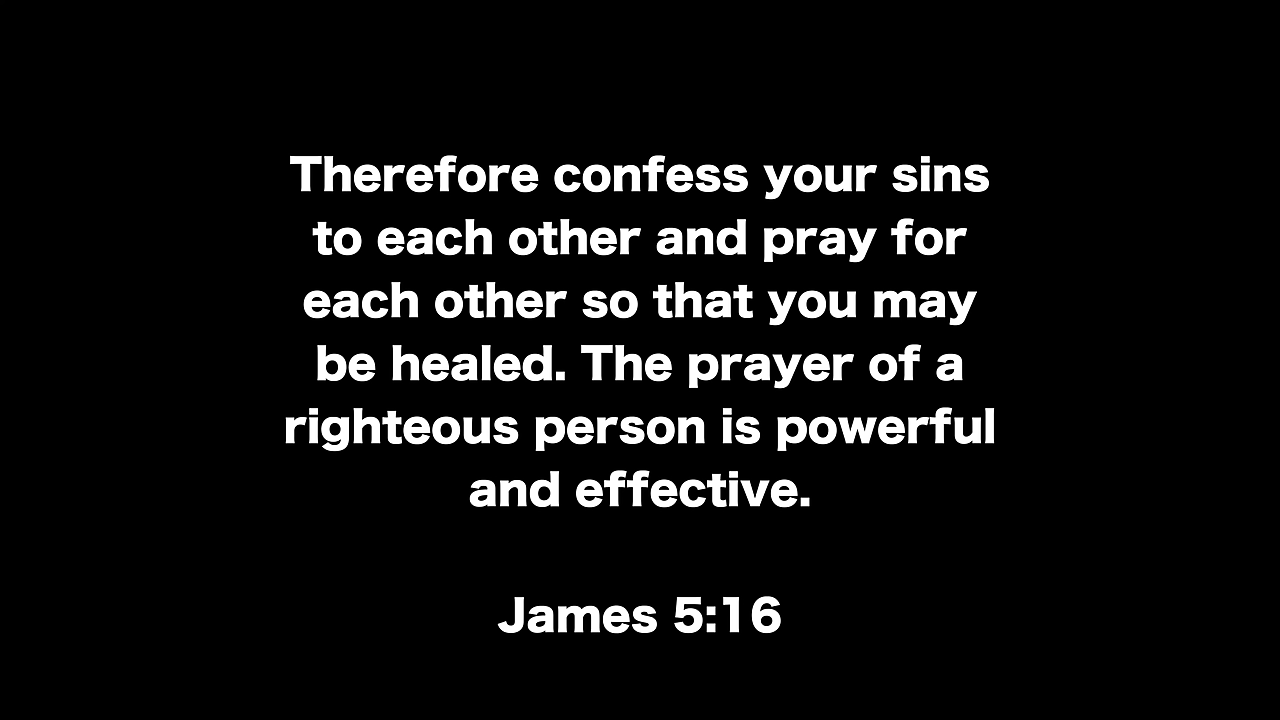 Therefore confess your sins
to each other and pray for
each other so that you may
be healed. The prayer of a
righteous person is powerful
and effective.
James 5:16